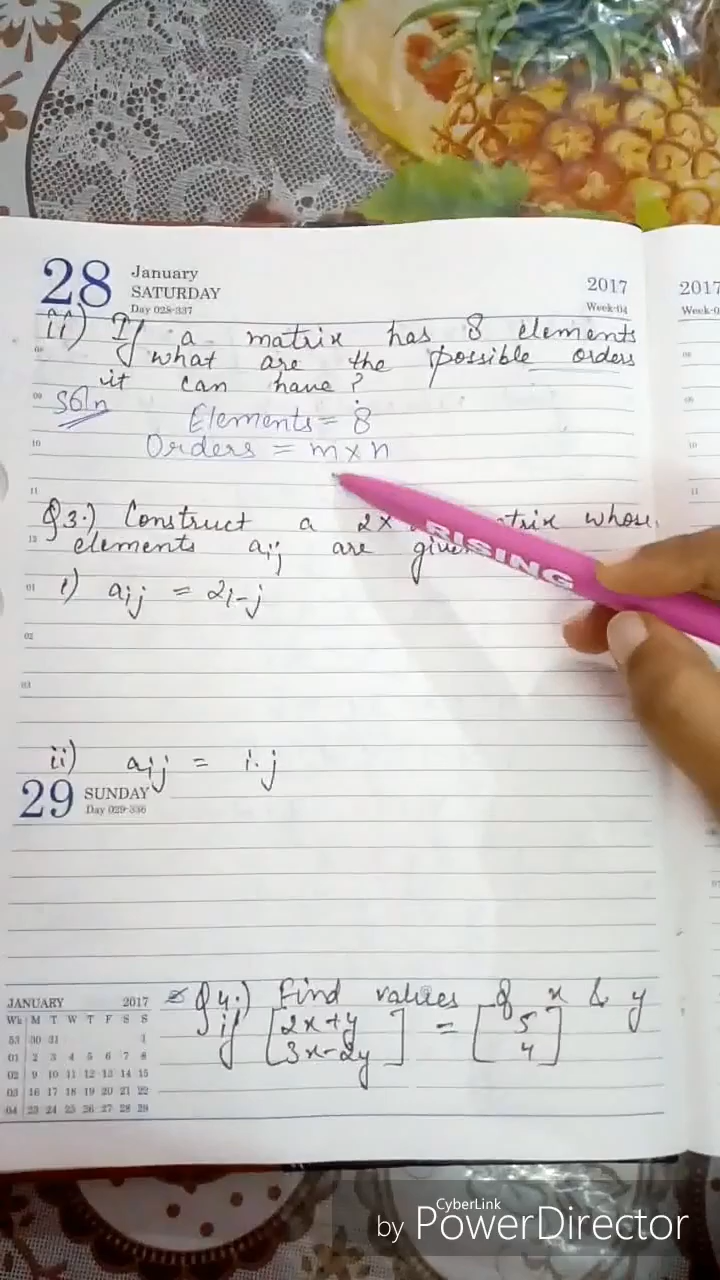 28 January
SATURDAY
Day 028-337
2017
Week-04
2017
ii) If a matrix has 8 elements
what are the possible orders
it can have?
Soln
Elements = 8
Orders = m × n
Q3.) Construct a 2× whose
elements aij are
i) aij = 2i-j
ii) aij = i.j
29 SUNDAY
Day 029-336
Q4.) Find values of x & y
if [2x+y] = [5]
[3x-2y] [4]
JANUARY 2017
Wk M T W T F S S
53 30 31 1
01 2 3 4 5 6 7 8
02 9 10 11 12 13 14 15
03 16 17 18 19 20 21 22
04 23 24 25 26 27 28 29
RISING
CyberLink
by PowerDirector